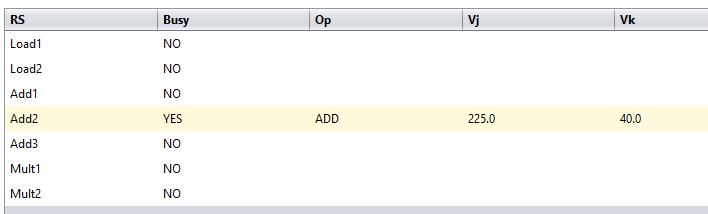 RS Busy Op Vj Vk
Load1 NO
Load2 NO
Add1 NO
Add2 YES ADD 225.0 40.0
Add3 NO
Mult1 NO
Mult2 NO